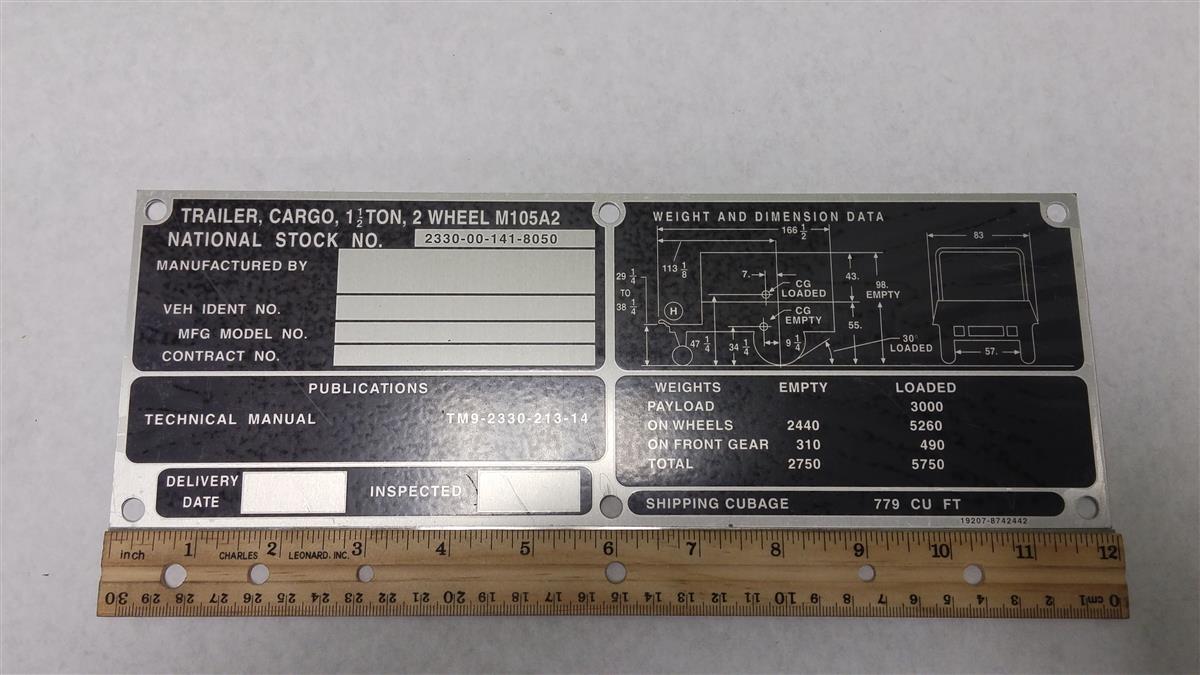 TRAILER, CARGO, 1 1/2 TON, 2 WHEEL M105A2
NATIONAL STOCK NO. 2330-00-141-8050
MANUFACTURED BY
VEH IDENT NO.
MFG MODEL NO.
CONTRACT NO.
PUBLICATIONS
TECHNICAL MANUAL TM9-2330-213-14
DELIVERY DATE
INSPECTED
WEIGHT AND DIMENSION DATA
166 1/2
113 1/8
7.
CG LOADED
CG EMPTY
29 1/4 TO 38 1/4
H
47 1/4
34 1/4
9 1/4
43.
55.
98. EMPTY
30° LOADED
83
57.
WEIGHTS EMPTY LOADED
PAYLOAD 3000
ON WHEELS 2440 5260
ON FRONT GEAR 310 490
TOTAL 2750 5750
SHIPPING CUBAGE 779 CU FT
19207-8742442
inch 1 2 3 4 5 6 7 8 9 10 11 12
CHARLES LEONARD, INC.
30 29 28 27 26 25 24 23 22 21 20 19 18 17 16 15 14 13 12 11 10 9 8 7 6 5 4 3 2 1 cm 0